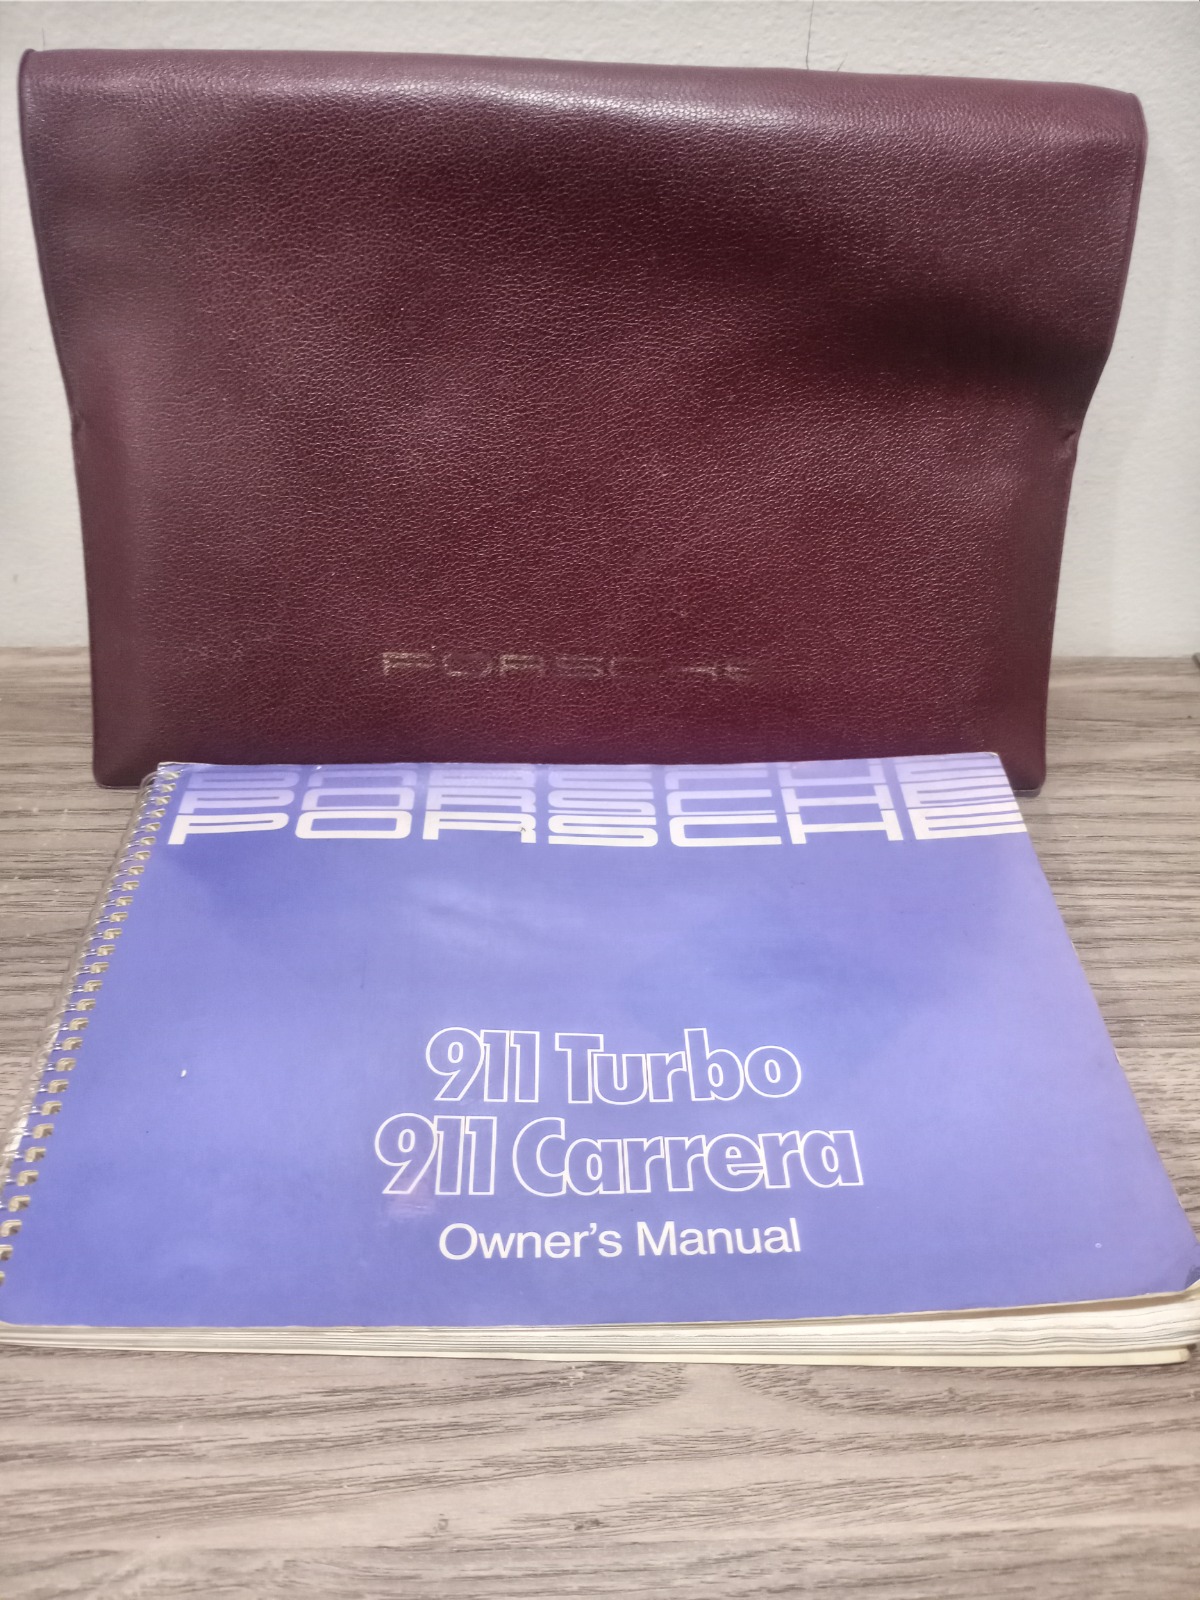 PORSCHE
PORSCHE
PORSCHE
PORSCHE
911 Turbo
911 Carrera
Owner's Manual